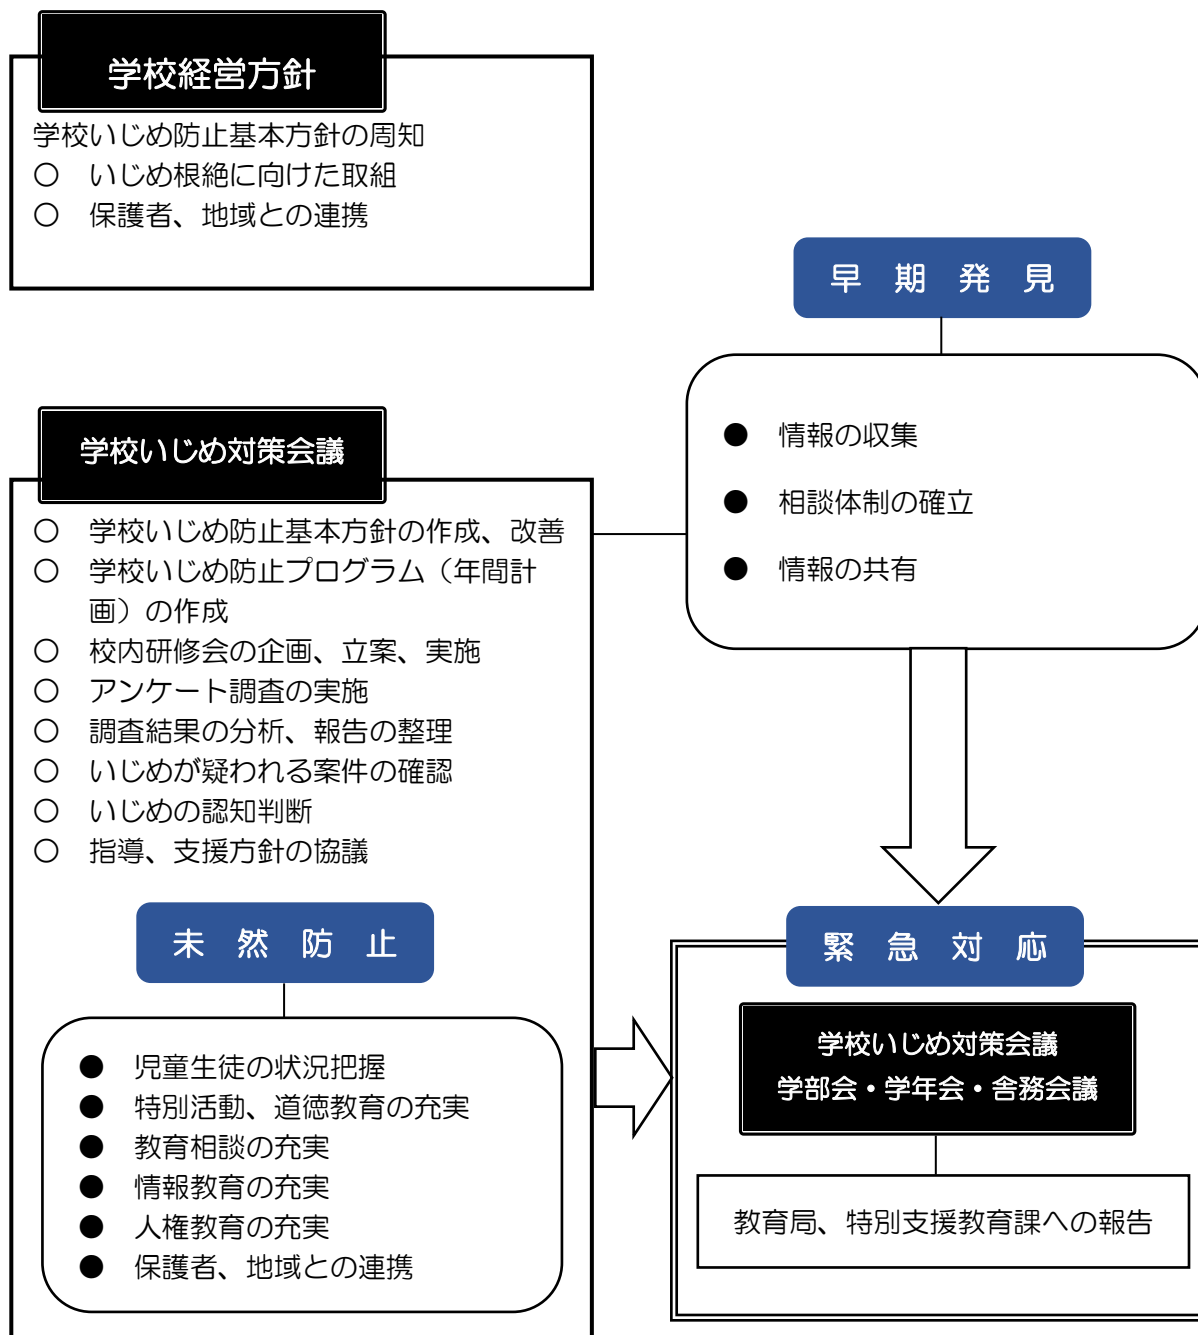 学校経営方針
学校いじめ防止基本方針の周知
○ いじめ根絶に向けた取組
○ 保護者、地域との連携
早 期 発 見
● 情報の収集
● 相談体制の確立
● 情報の共有
学校いじめ対策会議
○ 学校いじめ防止基本方針の作成、改善
○ 学校いじめ防止プログラム（年間計
画）の作成
○ 校内研修会の企画、立案、実施
○ アンケート調査の実施
○ 調査結果の分析、報告の整理
○ いじめが疑われる案件の確認
○ いじめの認知判断
○ 指導、支援方針の協議
未 然 防 止
● 児童生徒の状況把握
● 特別活動、道徳教育の充実
● 教育相談の充実
● 情報教育の充実
● 人権教育の充実
● 保護者、地域との連携
緊 急 対 応
学校いじめ対策会議
学部会・学年会・舎務会議
教育局、特別支援教育課への報告